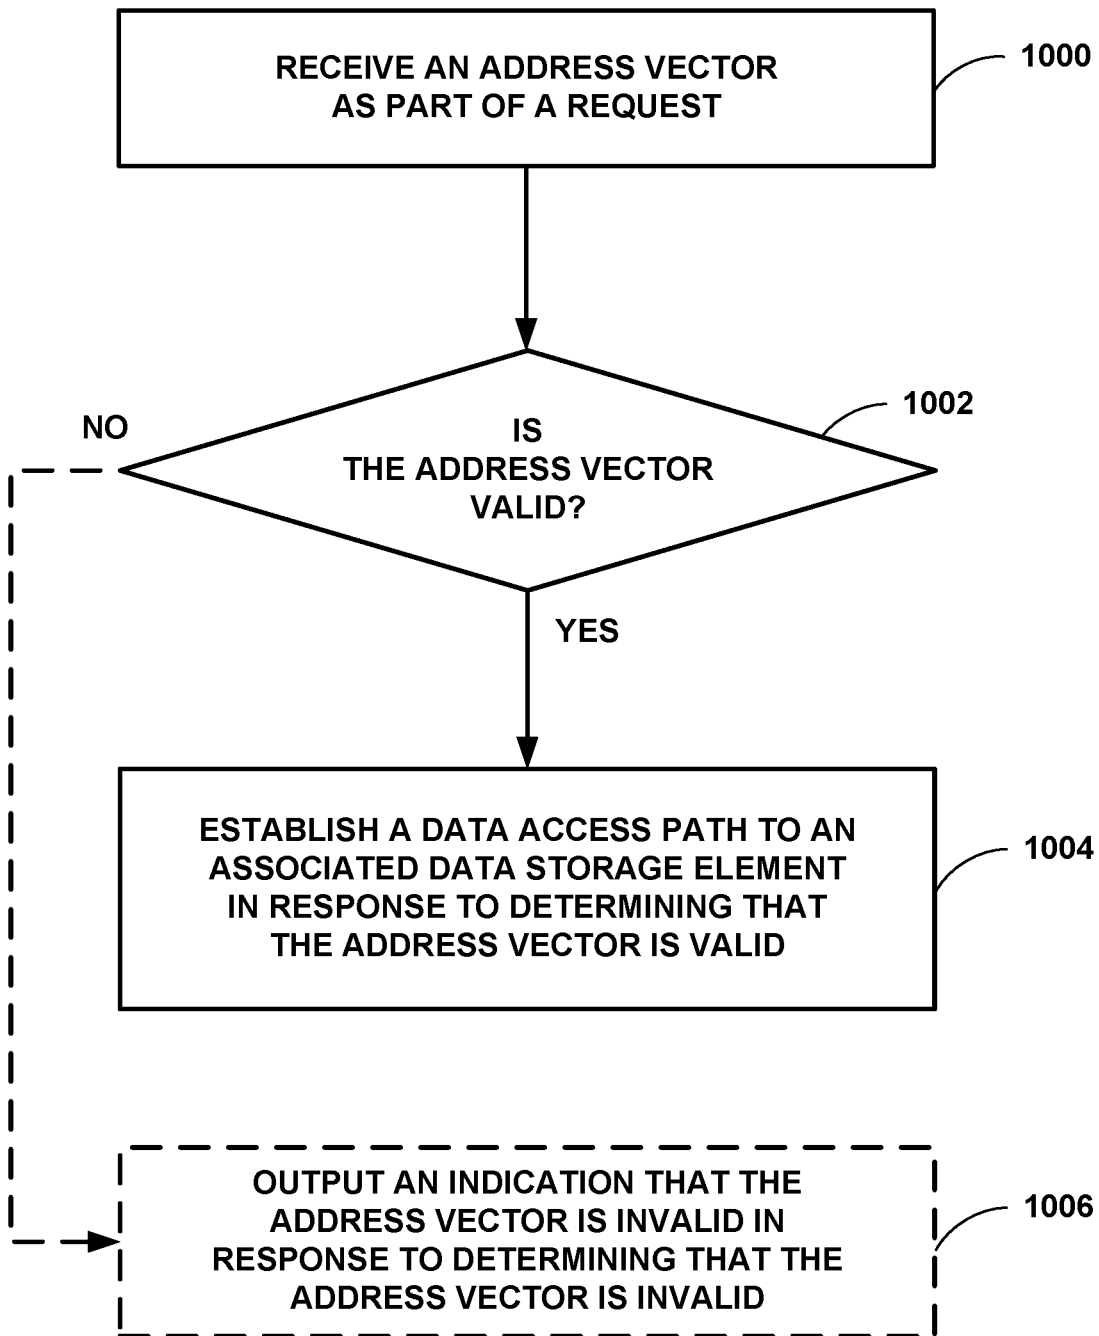 RECEIVE AN ADDRESS VECTOR
AS PART OF A REQUEST
1000
IS
THE ADDRESS VECTOR
VALID?
1002
NO
YES
ESTABLISH A DATA ACCESS PATH TO AN
ASSOCIATED DATA STORAGE ELEMENT
IN RESPONSE TO DETERMINING THAT
THE ADDRESS VECTOR IS VALID
1004
OUTPUT AN INDICATION THAT THE
ADDRESS VECTOR IS INVALID IN
RESPONSE TO DETERMINING THAT THE
ADDRESS VECTOR IS INVALID
1006